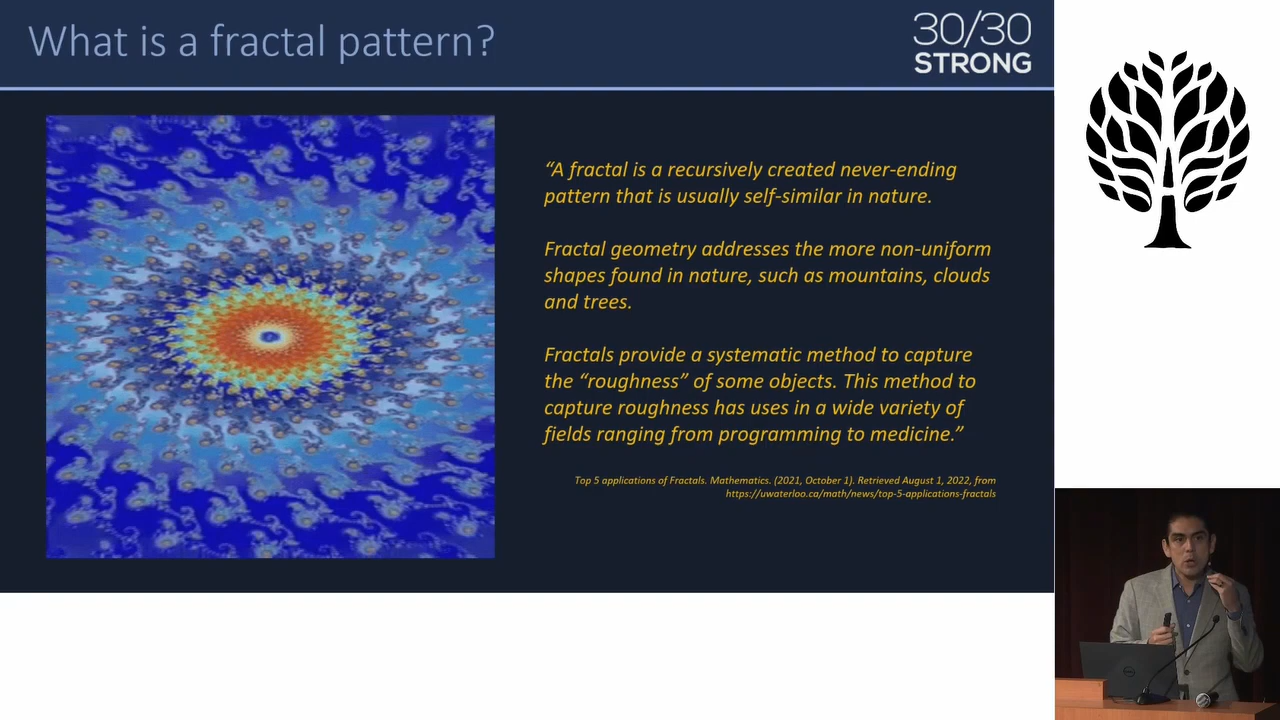 What is a fractal pattern?
30/30
STRONG
“A fractal is a recursively created never-ending
pattern that is usually self-similar in nature.
Fractal geometry addresses the more non-uniform
shapes found in nature, such as mountains, clouds
and trees.
Fractals provide a systematic method to capture
the “roughness” of some objects. This method to
capture roughness has uses in a wide variety of
fields ranging from programming to medicine.”
Top 5 applications of Fractals. Mathematics. (2021, October 1). Retrieved August 1, 2022, from
https://uwaterloo.ca/math/news/top-5-applications-fractals
DELL